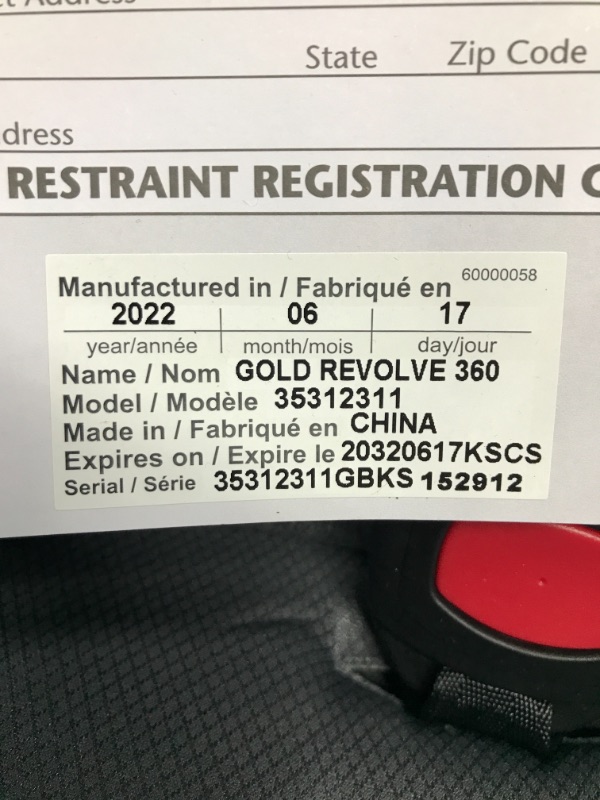 State Zip Code
dress
RESTRAINT REGISTRATION
60000058
Manufactured in / Fabriqué en
2022 06 17
year/année month/mois day/jour
Name / Nom GOLD REVOLVE 360
Model / Modèle 35312311
Made in / Fabriqué en CHINA
Expires on / Expire le 20320617KSCS
Serial / Série 35312311GBKS 152912